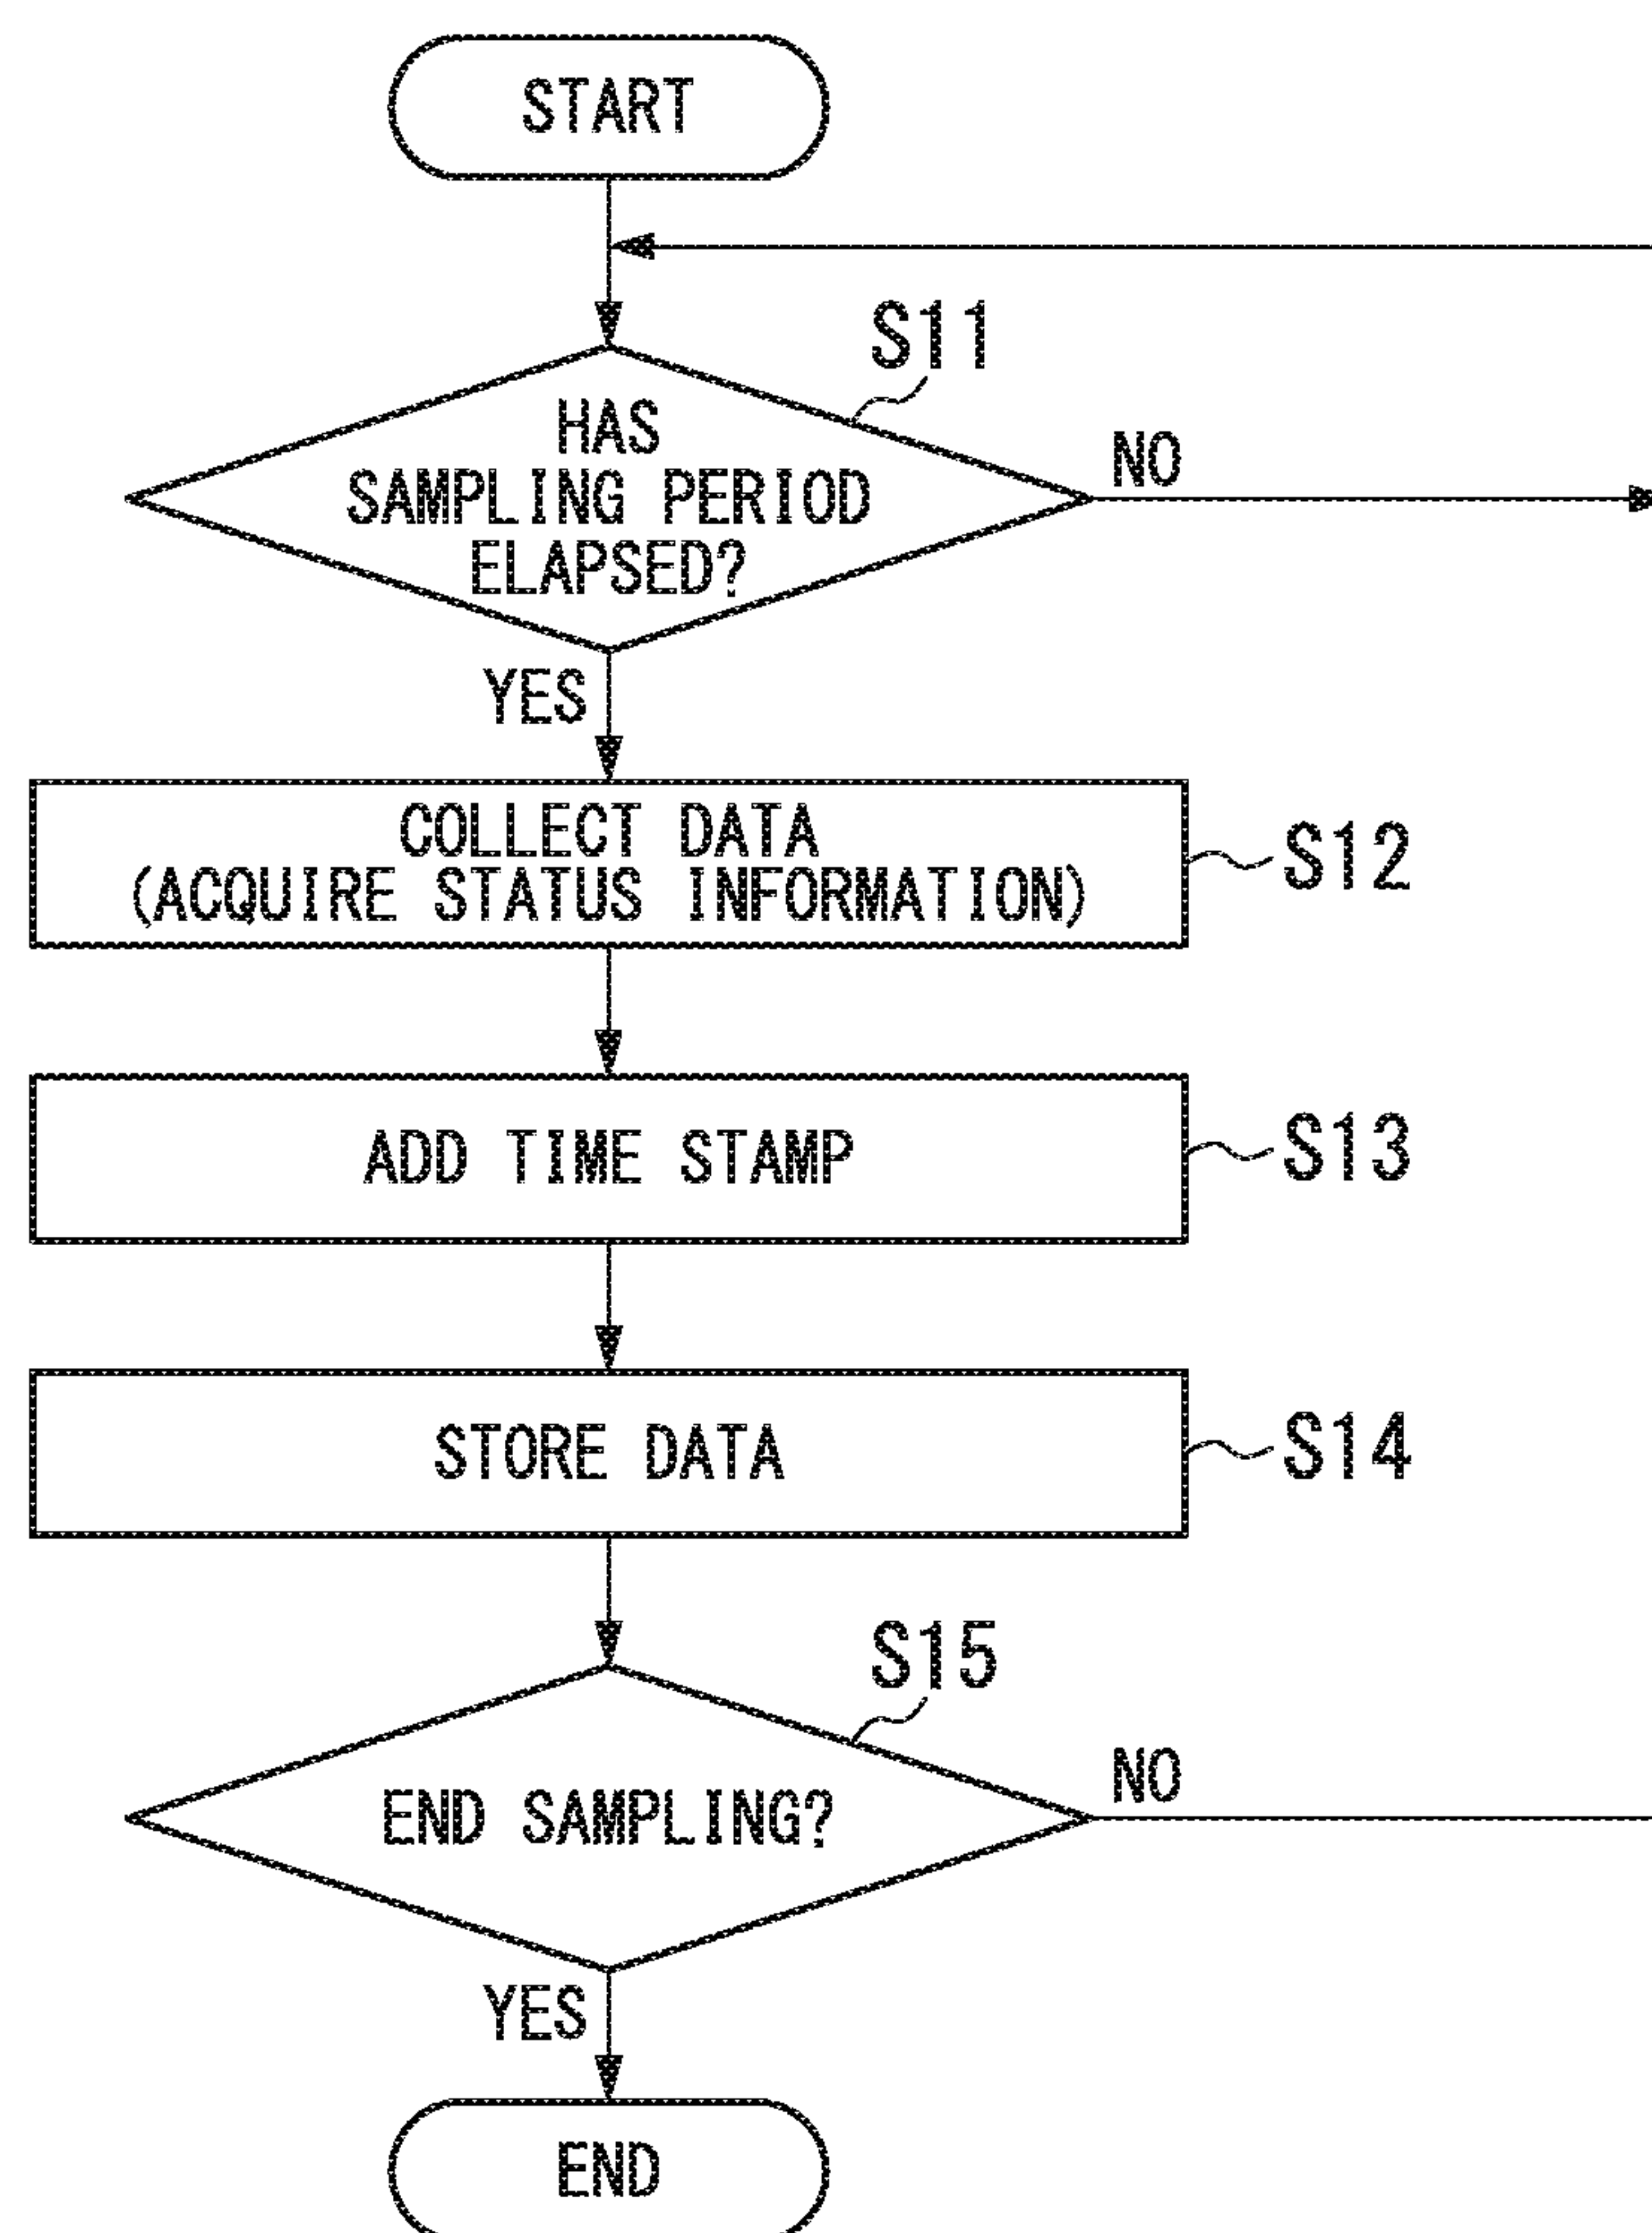 START
S11
HAS
SAMPLING PERIOD
ELAPSED?
NO
YES
COLLECT DATA
(ACQUIRE STATUS INFORMATION)
S12
ADD TIME STAMP
S13
STORE DATA
S14
S15
END SAMPLING?
NO
YES
END